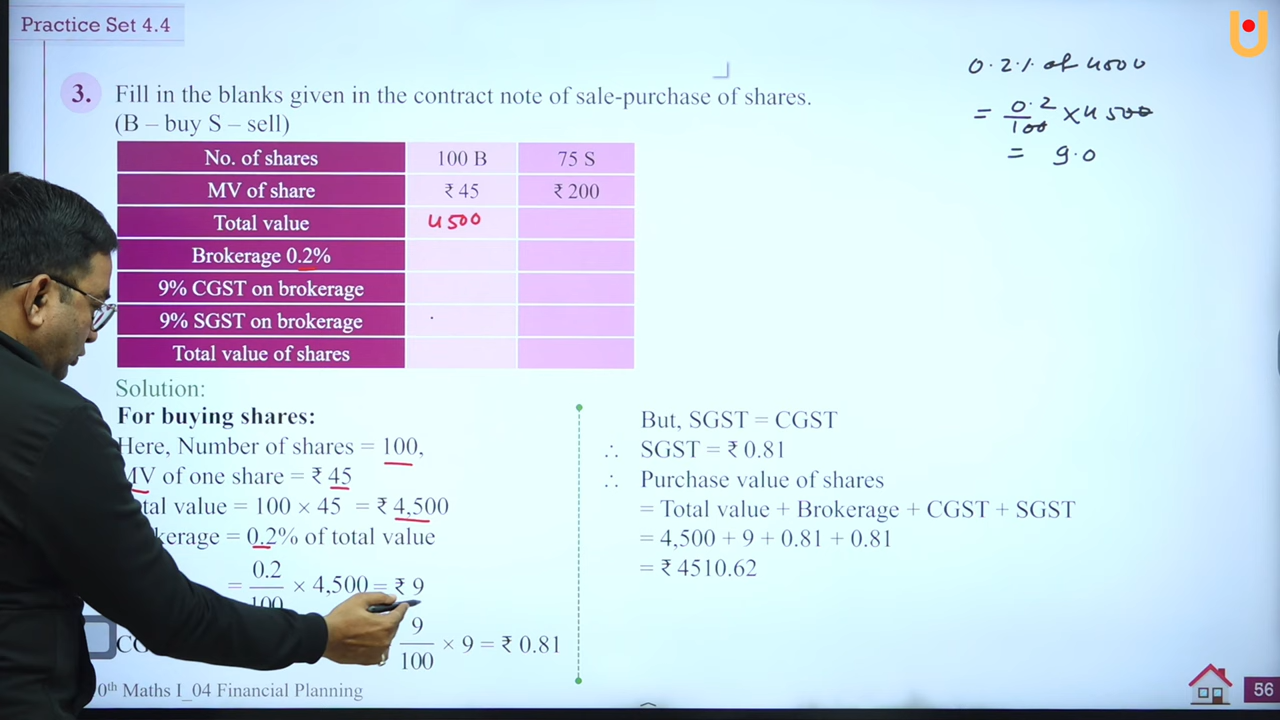 Practice Set 4.4
3. Fill in the blanks given in the contract note of sale-purchase of shares.
(B – buy S – sell)
No. of shares 100 B 75 S
MV of share ₹ 45 ₹ 200
Total value 4500
Brokerage 0.2%
9% CGST on brokerage
9% SGST on brokerage
Total value of shares
0.2% of 4500
= 0.2/100 × 4500
= 9.0
Solution:
For buying shares:
Here, Number of shares = 100,
MV of one share = ₹ 45
tal value = 100 × 45 = ₹ 4,500
kerage = 0.2% of total value
= 0.2/100 × 4,500 = ₹ 9
CG 9/100 × 9 = ₹ 0.81
But, SGST = CGST
∴ SGST = ₹ 0.81
∴ Purchase value of shares
= Total value + Brokerage + CGST + SGST
= 4,500 + 9 + 0.81 + 0.81
= ₹ 4510.62
0th Maths I_04 Financial Planning
56